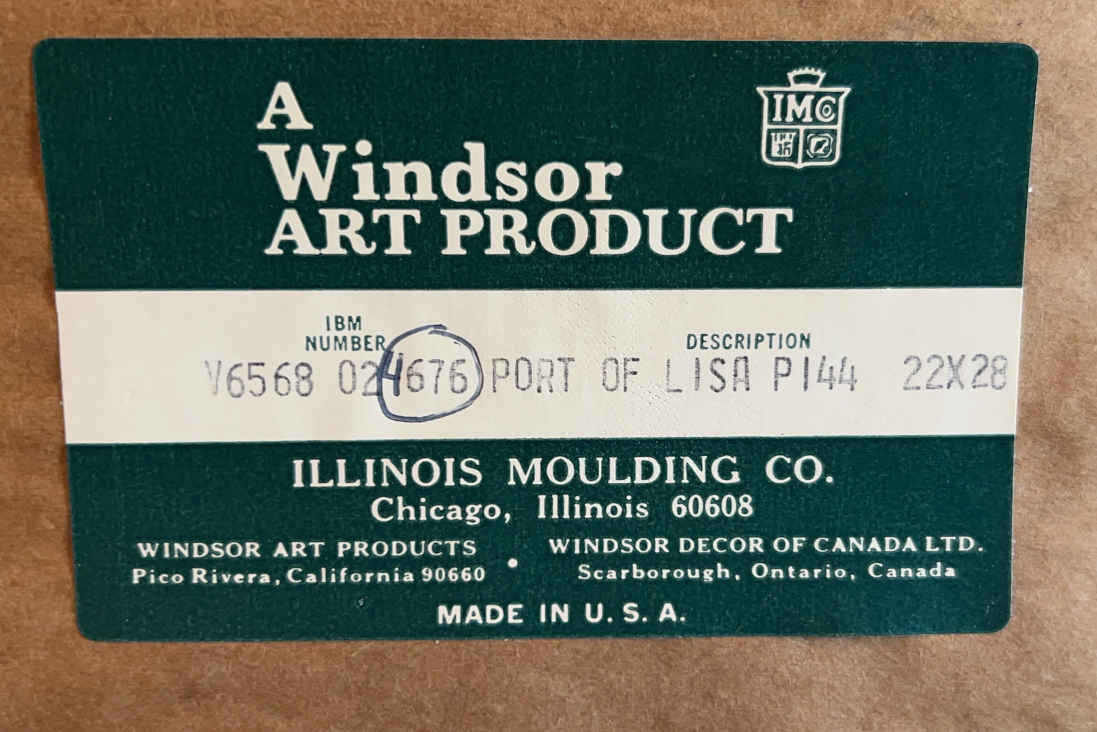 A
Windsor
ART PRODUCT
IMCo
IBM
NUMBER
DESCRIPTION
V6568 024676 PORT OF LISA P144 22X28
ILLINOIS MOULDING CO.
Chicago, Illinois 60608
WINDSOR ART PRODUCTS • WINDSOR DECOR OF CANADA LTD.
Pico Rivera, California 90660 Scarborough, Ontario, Canada
MADE IN U. S. A.